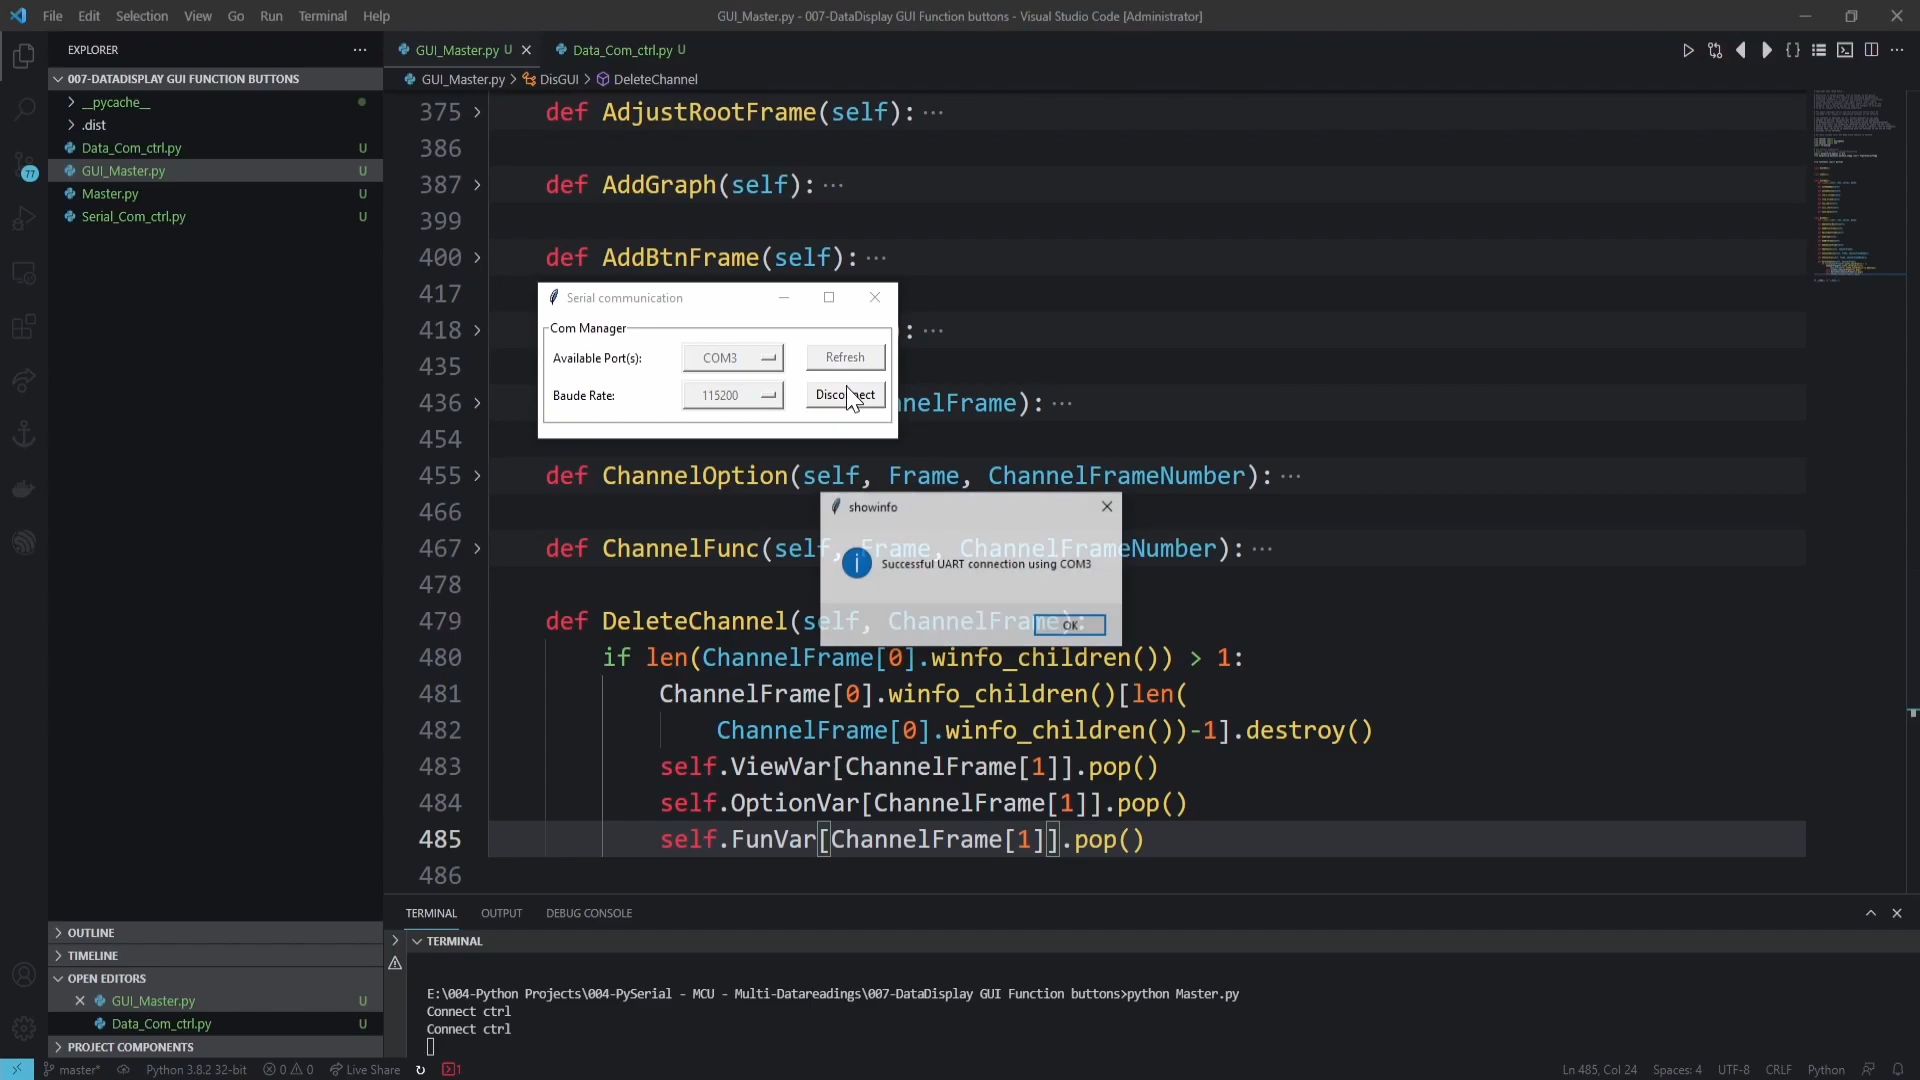 File Edit Selection View Go Run Terminal Help
GUI_Master.py - 007-DataDisplay GUI Function buttons - Visual Studio Code [Administrator]
EXPLORER
GUI_Master.py U
Data_Com_ctrl.py U
007-DATADISPLAY GUI FUNCTION BUTTONS
GUI_Master.py > DisGUI > DeleteChannel
__pycache__
.dist
Data_Com_ctrl.py U
GUI_Master.py U
Master.py U
Serial_Com_ctrl.py U
77
375 def AdjustRootFrame(self): ···
386
387 def AddGraph(self): ···
399
400 def AddBtnFrame(self): ···
417
418 : ···
435
436 nnelFrame): ···
454
455 def ChannelOption(self, Frame, ChannelFrameNumber): ···
466
467 def ChannelFunc(self, Frame, ChannelFrameNumber): ···
478
479 def DeleteChannel(self, ChannelFrame):
480 if len(ChannelFrame[0].winfo_children()) > 1:
481 ChannelFrame[0].winfo_children()[len(
482 ChannelFrame[0].winfo_children())-1].destroy()
483 self.ViewVar[ChannelFrame[1]].pop()
484 self.OptionVar[ChannelFrame[1]].pop()
485 self.FunVar[ChannelFrame[1]].pop()
486
Serial communication
Com Manager
Available Port(s): COM3 Refresh
Baude Rate: 115200 Disconnect
showinfo
Successful UART connection using COM3
OK
TERMINAL OUTPUT DEBUG CONSOLE
TERMINAL
E:\004-Python Projects\004-PySerial - MCU - Multi-Datareadings\007-DataDisplay GUI Function buttons>python Master.py
Connect ctrl
Connect ctrl
OUTLINE
TIMELINE
OPEN EDITORS
GUI_Master.py U
Data_Com_ctrl.py U
PROJECT COMPONENTS
master* Python 3.8.2 32-bit 0 0 Live Share 1
Ln 485, Col 24 Spaces: 4 UTF-8 CRLF Python